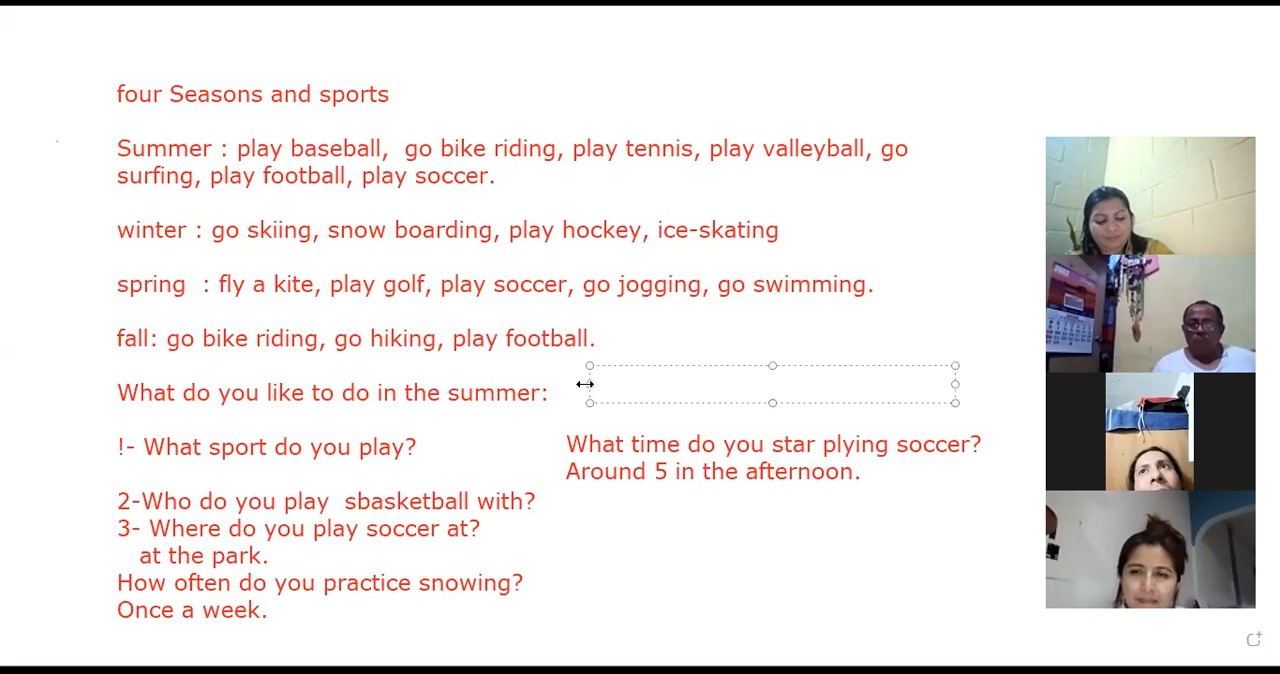 four Seasons and sports
Summer : play baseball,  go bike riding, play tennis, play valleyball, go
surfing, play football, play soccer.
winter : go skiing, snow boarding, play hockey, ice-skating
spring  : fly a kite, play golf, play soccer, go jogging, go swimming.
fall: go bike riding, go hiking, play football.
What do you like to do in the summer:
!- What sport do you play?
2-Who do you play  sbasketball with?
3- Where do you play soccer at?
at the park.
How often do you practice snowing?
Once a week.
What time do you star plying soccer?
Around 5 in the afternoon.